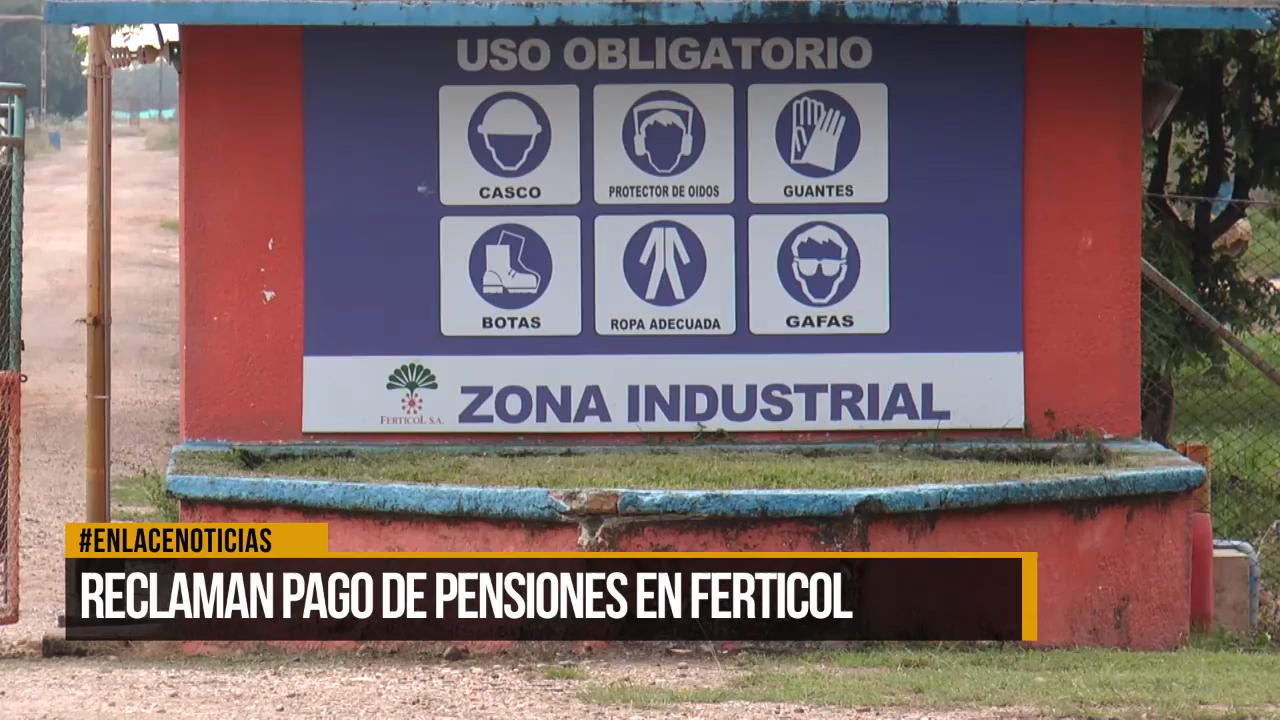 USO OBLIGATORIO
CASCO
PROTECTOR DE OIDOS
GUANTES
BOTAS
ROPA ADECUADA
GAFAS
FERTICOL S.A.
ZONA INDUSTRIAL
#ENLACENOTICIAS
RECLAMAN PAGO DE PENSIONES EN FERTICOL